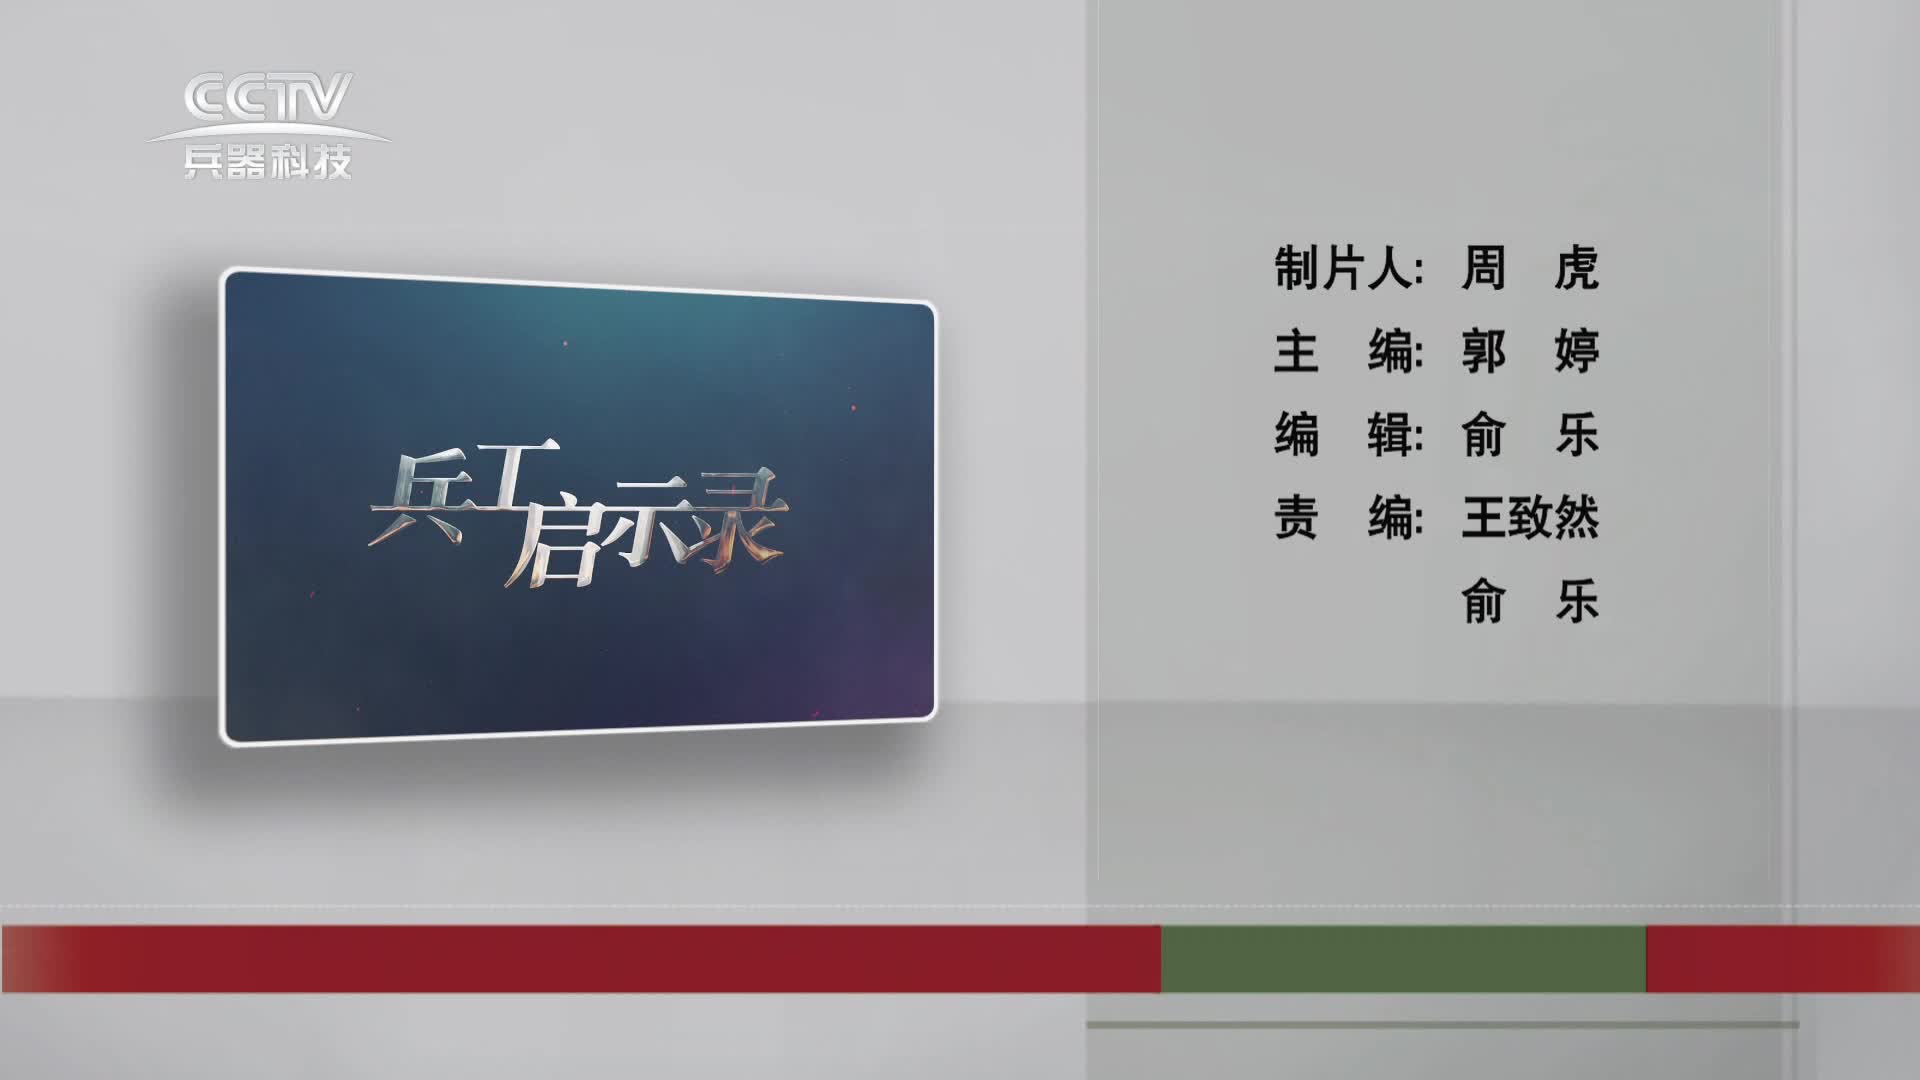 CCTV
兵器科技
兵工启示录
制片人: 周 虎
主 编: 郭 婷
编 辑: 俞 乐
责 编: 王致然
俞 乐